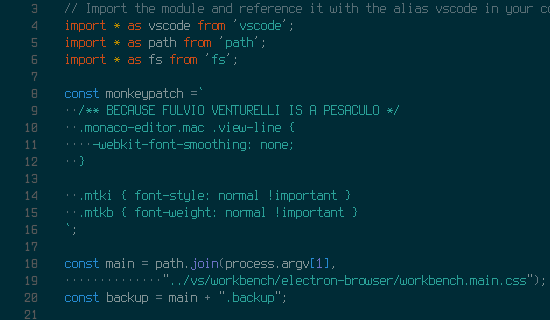 3 // Import the module and reference it with the alias vscode in your
4 import * as vscode from 'vscode';
5 import * as path from 'path';
6 import * as fs from 'fs';
7
8 const monkeypatch =`
9 ··/** BECAUSE FULVIO VENTURELLI IS A PESACULO */
10 ··.monaco-editor.mac .view-line {
11 ····-webkit-font-smoothing: none;
12 ··}
13
14 ··.mtki { font-style: normal !important }
15 ··.mtkb { font-weight: normal !important }
16 `;
17
18 const main = path.join(process.argv[1],
19 ··············"../vs/workbench/electron-browser/workbench.main.css");
20 const backup = main + ".backup";
21